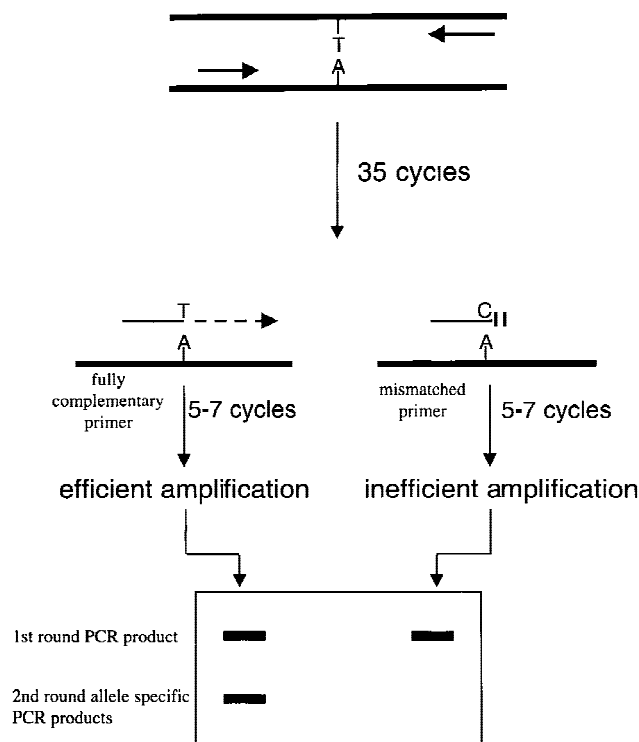 T
A
35 cycles
T
A
C
A
fully
complementary
primer
5-7 cycles
mismatched
primer
5-7 cycles
efficient amplification
inefficient amplification
1st round PCR product
2nd round allele specific
PCR products